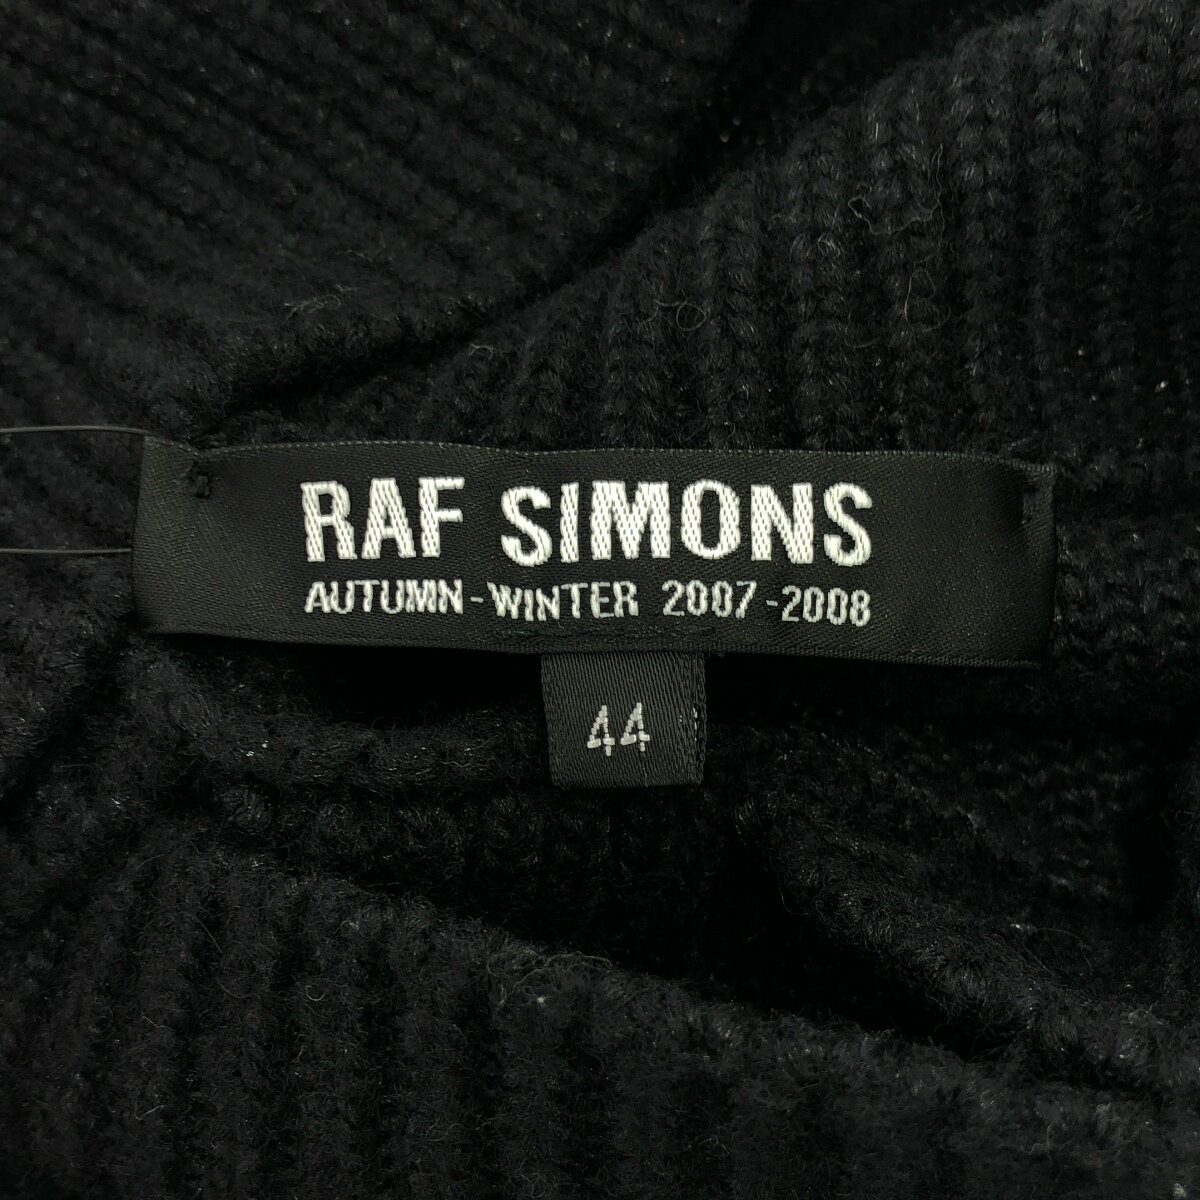 RAF SIMONS
AUTUMN-WINTER 2007-2008
44